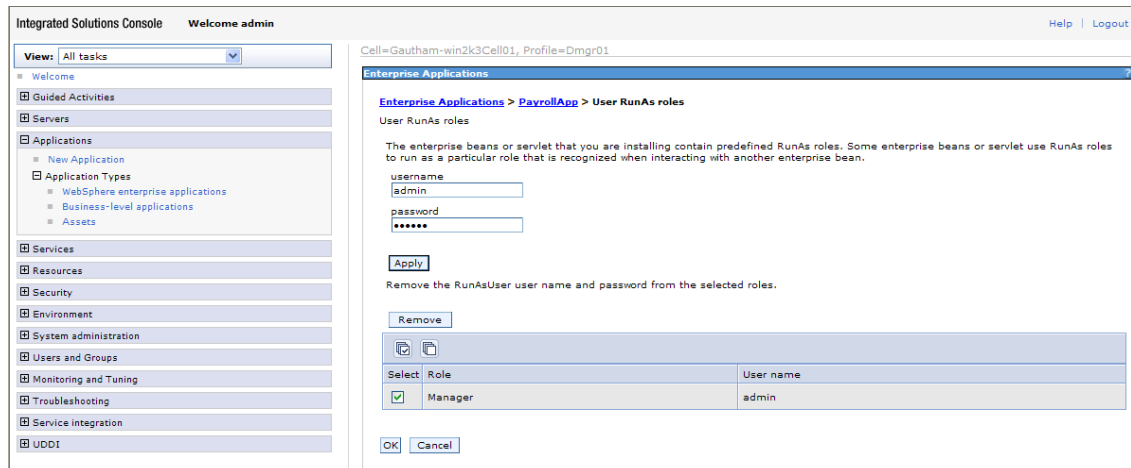 Integrated Solutions Console Welcome admin
Help | Logout
View: All tasks
Welcome
Guided Activities
Servers
Applications
New Application
Application Types
WebSphere enterprise applications
Business-level applications
Assets
Services
Resources
Security
Environment
System administration
Users and Groups
Monitoring and Tuning
Troubleshooting
Service integration
UDDI
Cell=Gautham-win2k3Cell01, Profile=Dmgr01
Enterprise Applications ?
Enterprise Applications > PayrollApp > User RunAs roles
User RunAs roles
The enterprise beans or servlet that you are installing contain predefined RunAs roles. Some enterprise beans or servlet use RunAs roles
to run as a particular role that is recognized when interacting with another enterprise bean.
username
admin
password
••••••
Apply
Remove the RunAsUser user name and password from the selected roles.
Remove
Select Role User name
Manager admin
OK Cancel